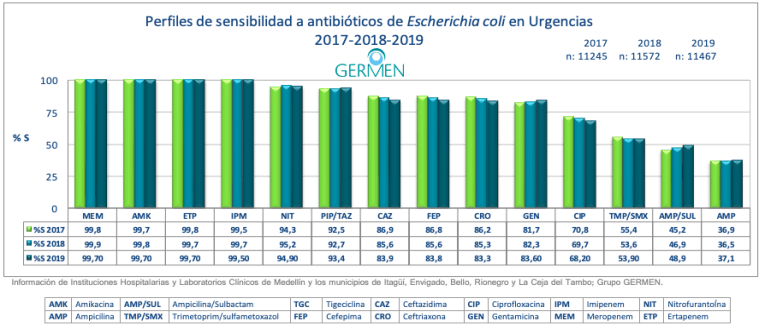 Perfiles de sensibilidad a antibióticos de Escherichia coli en Urgencias
2017-2018-2019
2017 2018 2019
n: 11245 n: 11572 n: 11467
GERMEN
100
75
% S
50
25
0
MEM AMK ETP IPM NIT PIP/TAZ CAZ FEP CRO GEN CIP TMP/SMX AMP/SUL AMP
%S 2017 99,8 99,7 99,8 99,5 94,3 92,5 86,9 86,8 86,2 81,7 70,8 55,4 45,2 36,9
%S 2018 99,9 99,8 99,7 99,7 95,2 92,7 85,6 85,6 85,3 82,3 69,7 53,6 46,9 36,5
%S 2019 99,70 99,70 99,70 99,50 94,90 93,4 83,9 83,8 83,3 83,60 68,20 53,90 48,9 37,1
Información de Instituciones Hospitalarias y Laboratorios Clínicos de Medellín y los municipios de Itagüí, Envigado, Bello, Rionegro y La Ceja del Tambo; Grupo GERMEN.
AMK Amikacina AMP/SUL Ampicilina/Sulbactam TGC Tigeciclina CAZ Ceftazidima CIP Ciprofloxacina IPM Imipenem NIT Nitrofurantoína
AMP Ampicilina TMP/SMX Trimetoprim/sulfametoxazol FEP Cefepima CRO Ceftriaxona GEN Gentamicina MEM Meropenem ETP Ertapenem